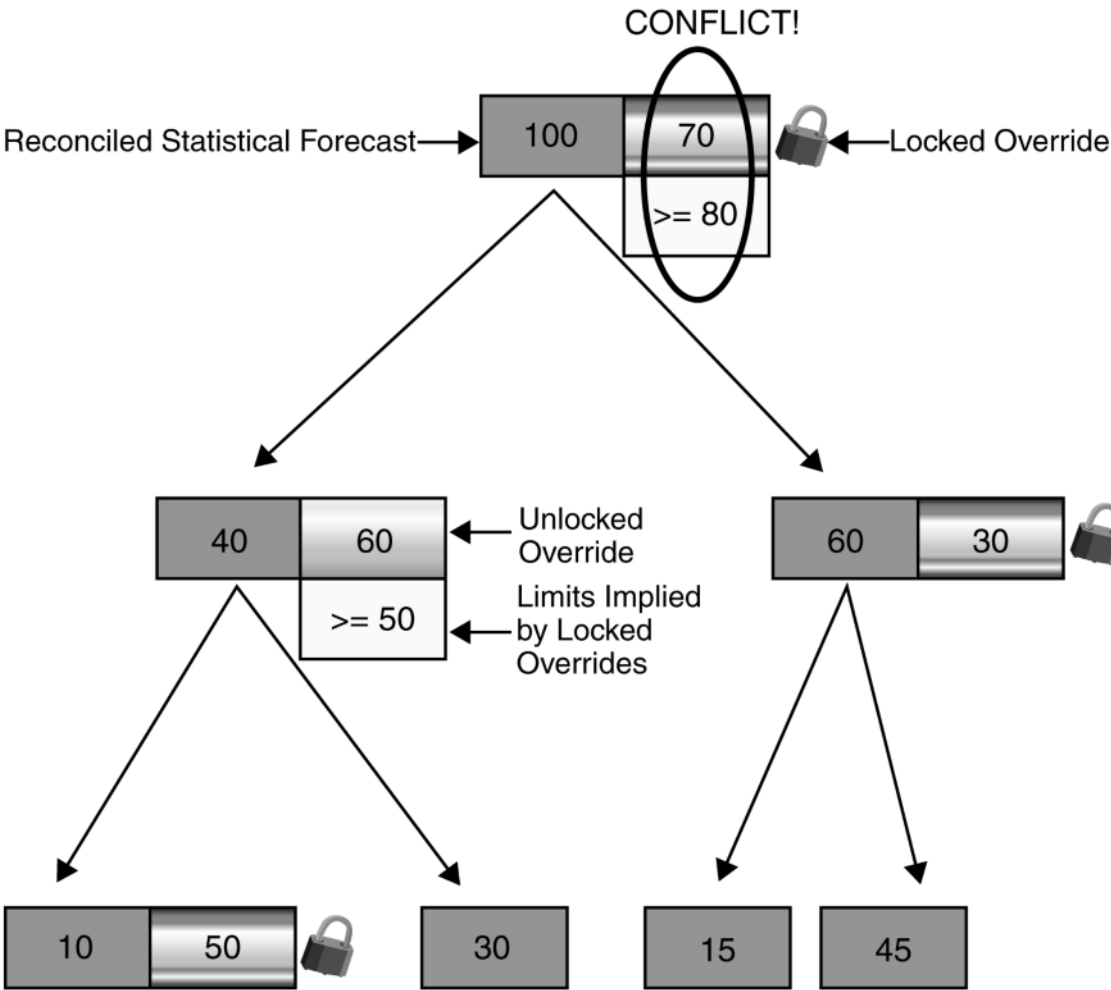 CONFLICT!
Reconciled Statistical Forecast
100
70
Locked Override
>= 80
40
60
Unlocked
Override
>= 50
Limits Implied
by Locked
Overrides
60
30
10
50
30
15
45